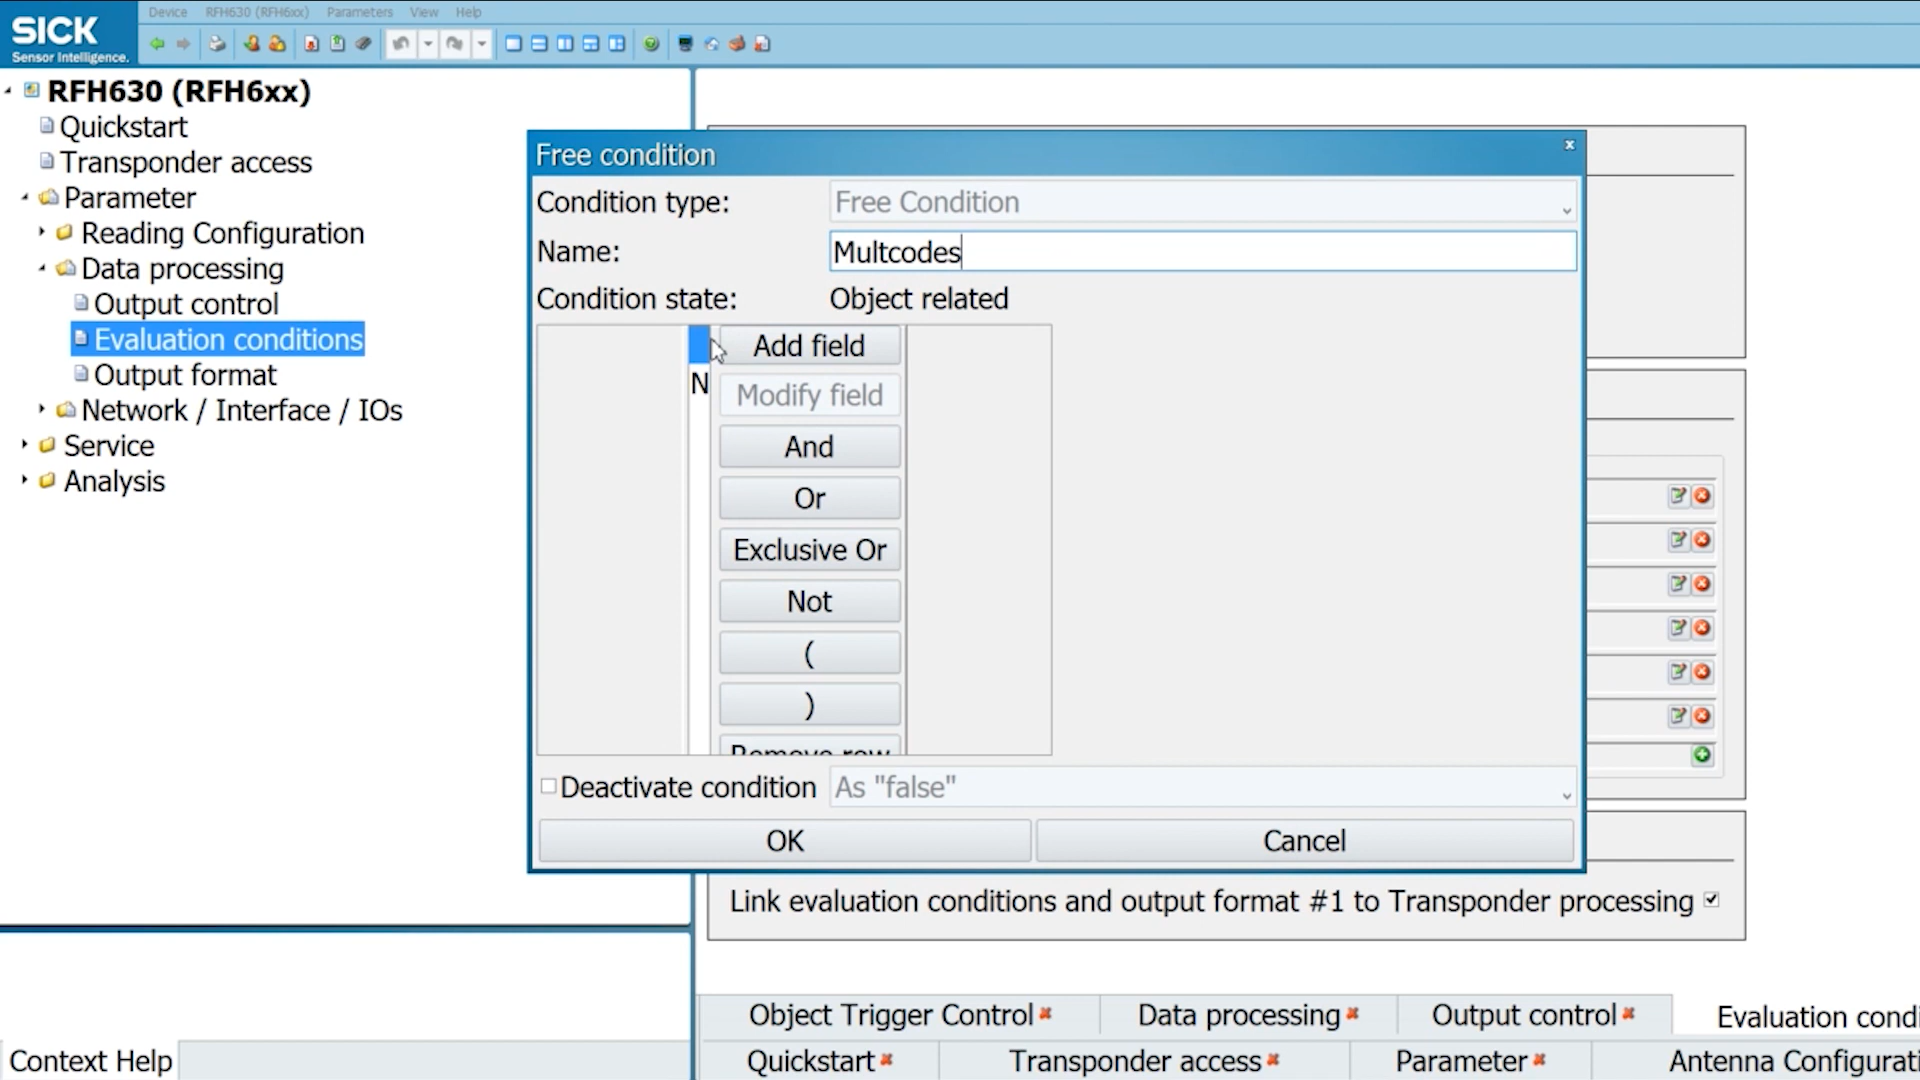 SICK
Sensor Intelligence.
Device RFH630 (RFH6xx) Parameters View Help
RFH630 (RFH6xx)
Quickstart
Transponder access
Parameter
Reading Configuration
Data processing
Output control
Evaluation conditions
Output format
Network / Interface / IOs
Service
Analysis
Free condition
Condition type: Free Condition
Name: Multcodes
Condition state: Object related
Add field
N
Modify field
And
Or
Exclusive Or
Not
(
)
Remove row
Deactivate condition As "false"
OK Cancel
Link evaluation conditions and output format #1 to Transponder processing
Object Trigger Control Data processing Output control Evaluation condi
Quickstart Transponder access Parameter Antenna Configurati
Context Help